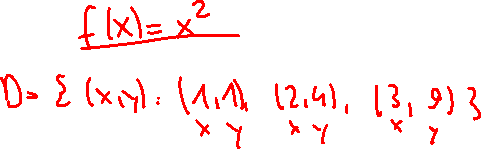 f(x)= x²
D= { (x,y): (1,1), (2,4), (3, 9) }
x y x y x y